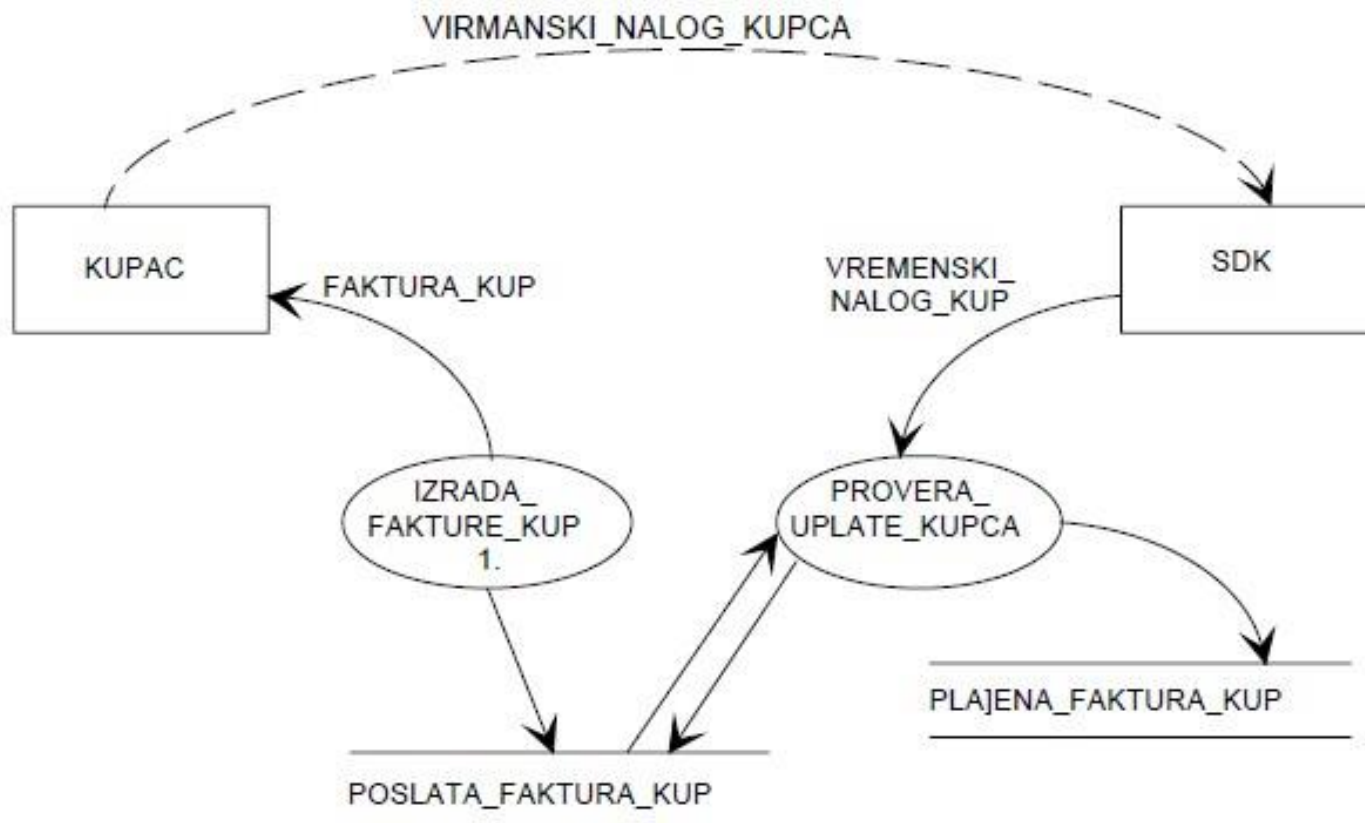 VIRMANSKI_NALOG_KUPCA
KUPAC
FAKTURA_KUP
VREMENSKI_
NALOG_KUP
SDK
IZRADA_
FAKTURE_KUP
1.
PROVERA_
UPLATE_KUPCA
PLA]ENA_FAKTURA_KUP
POSLATA_FAKTURA_KUP